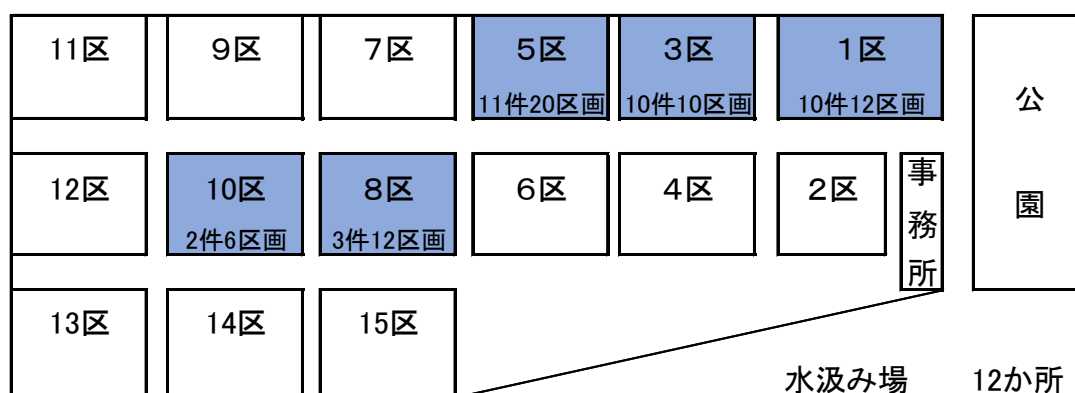 11区
9区
7区
5区
11件20区画
3区
10件10区画
1区
10件12区画
公園
12区
10区
2件6区画
8区
3件12区画
6区
4区
2区
事務所
13区
14区
15区
水汲み場 12か所